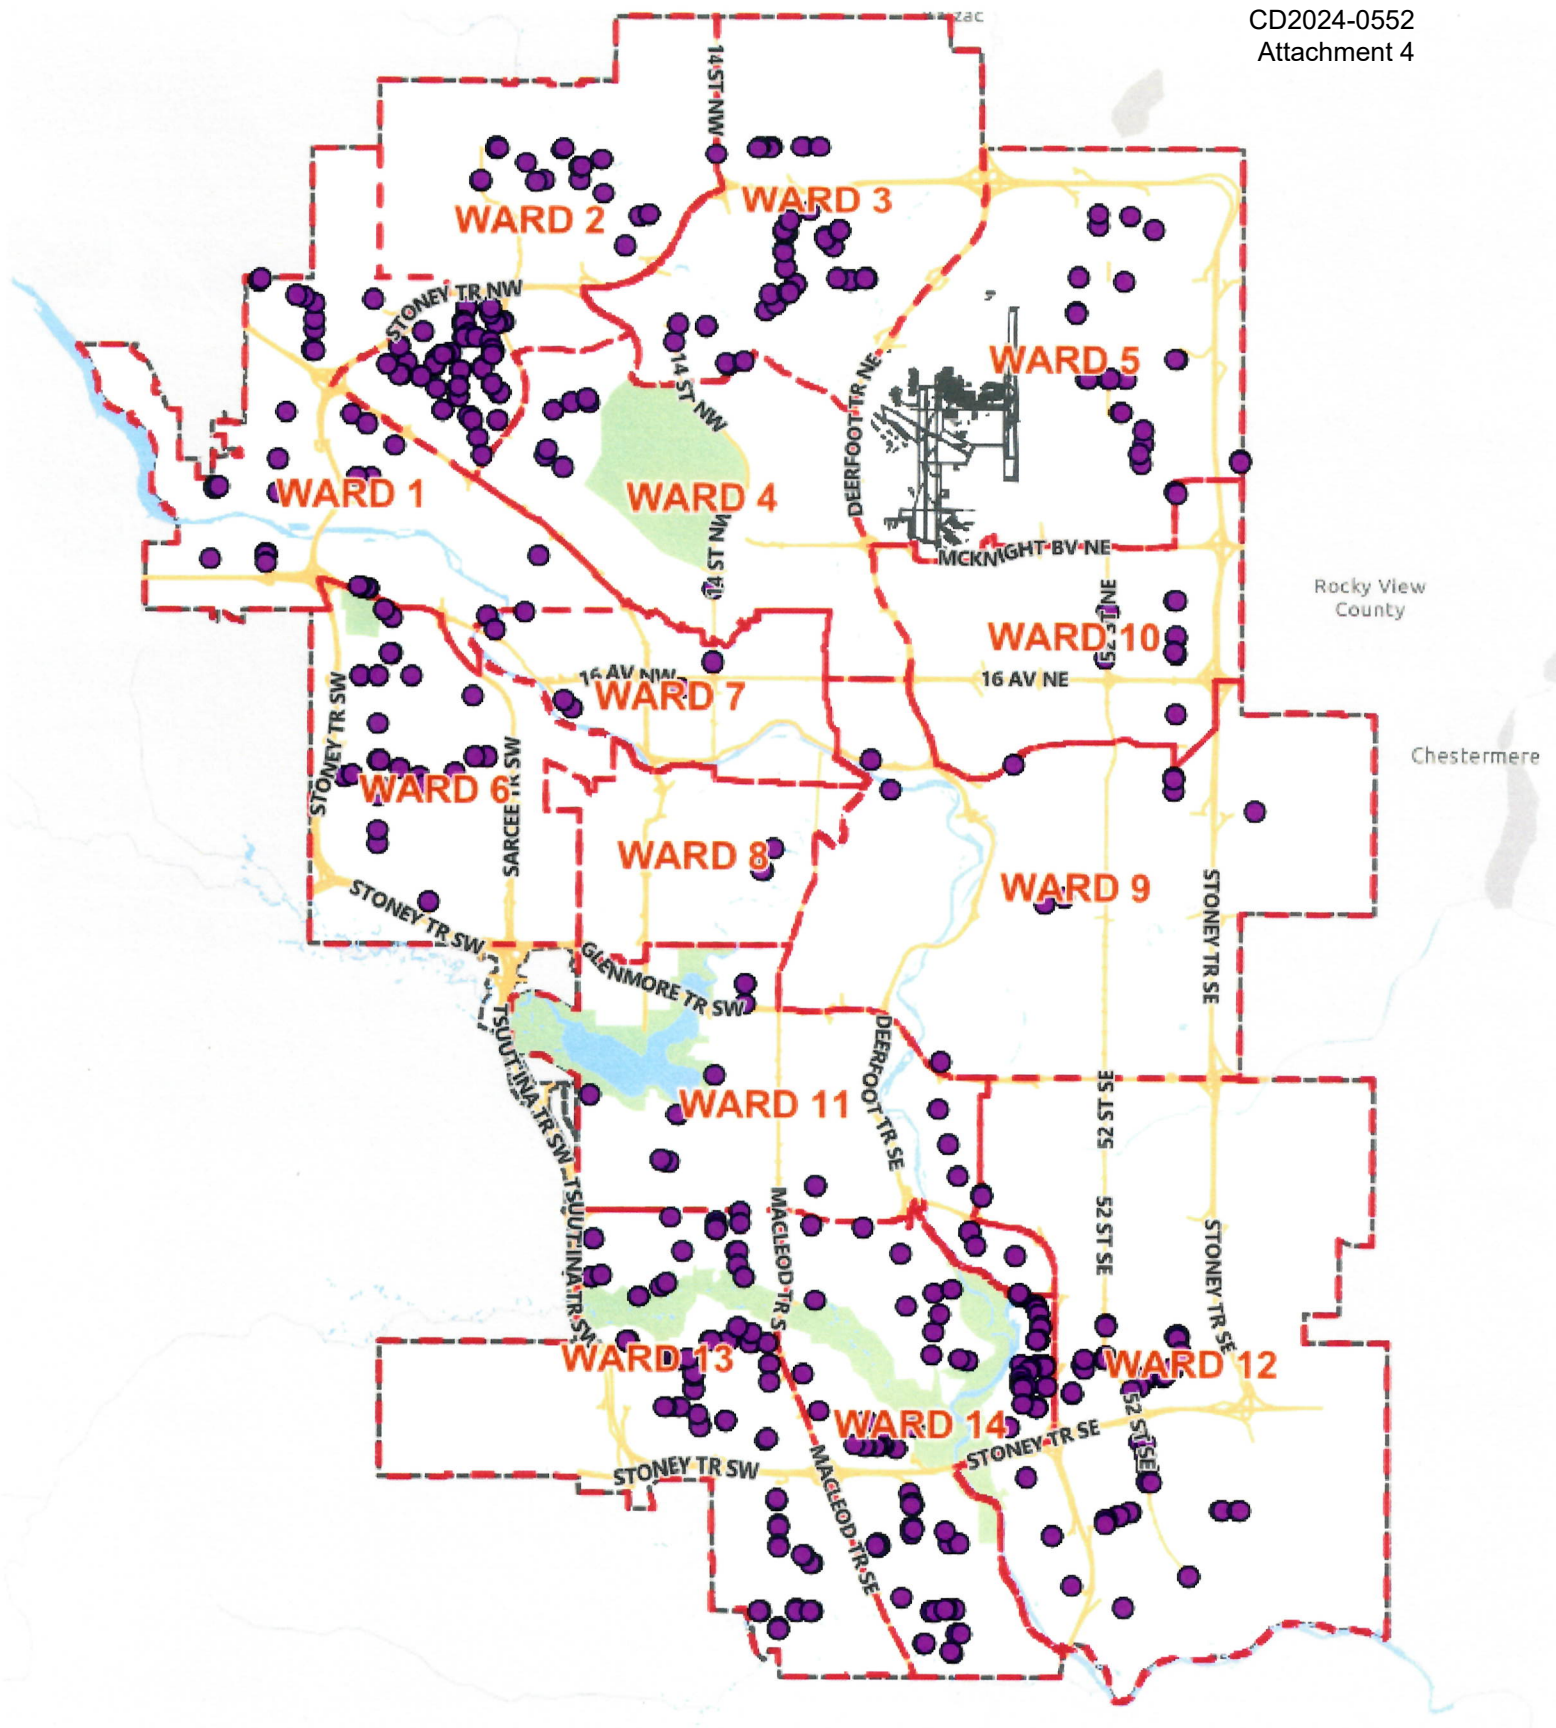 CD2024-0552
Attachment 4
14 ST NW
WARD 3
WARD 2
STONEY TR NW
WARD 5
14 ST NW
DEERFOOT TR NE
WARD 1
WARD 4
14 ST NW
MCKNIGHT BV NE
Rocky View
County
52 ST NE
WARD 10
16 AV NW
16 AV NE
WARD 7
STONEY TR SW
SARCEE TR SW
Chestermere
WARD 6
WARD 8
WARD 9
STONEY TR SW
STONEY TR SE
GLENMORE TR SW
TSUUT'INA TR SW
DEERFOOT TR SE
WARD 11
52 ST SE
TSUUT'INA TR SW
MACLEOD TR S
52 ST SE
STONEY TR SE
WARD 13
WARD 12
WARD 14
52 ST SE
STONEY TR SE
STONEY TR SW
MACLEOD TR SE